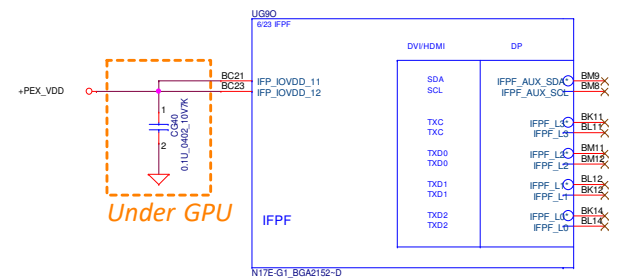 UG9O
6/23 IFPF
DVI/HDMI DP
+PEX_VDD
BC21 IFP_IOVDD_11
BC23 IFP_IOVDD_12
1
CG40
0.1U_0402_10V7K
2
Under GPU
IFPF
SDA IFPF_AUX_SDA* BM9
SCL IFPF_AUX_SCL BM8
TXC IFPF_L3* BK11
TXC IFPF_L3 BL11
TXD0 IFPF_L2* BM11
TXD0 IFPF_L2 BM12
TXD1 IFPF_L1* BL12
TXD1 IFPF_L1 BK12
TXD2 IFPF_L0* BK14
TXD2 IFPF_L0 BL14
N17E-G1_BGA2152~D